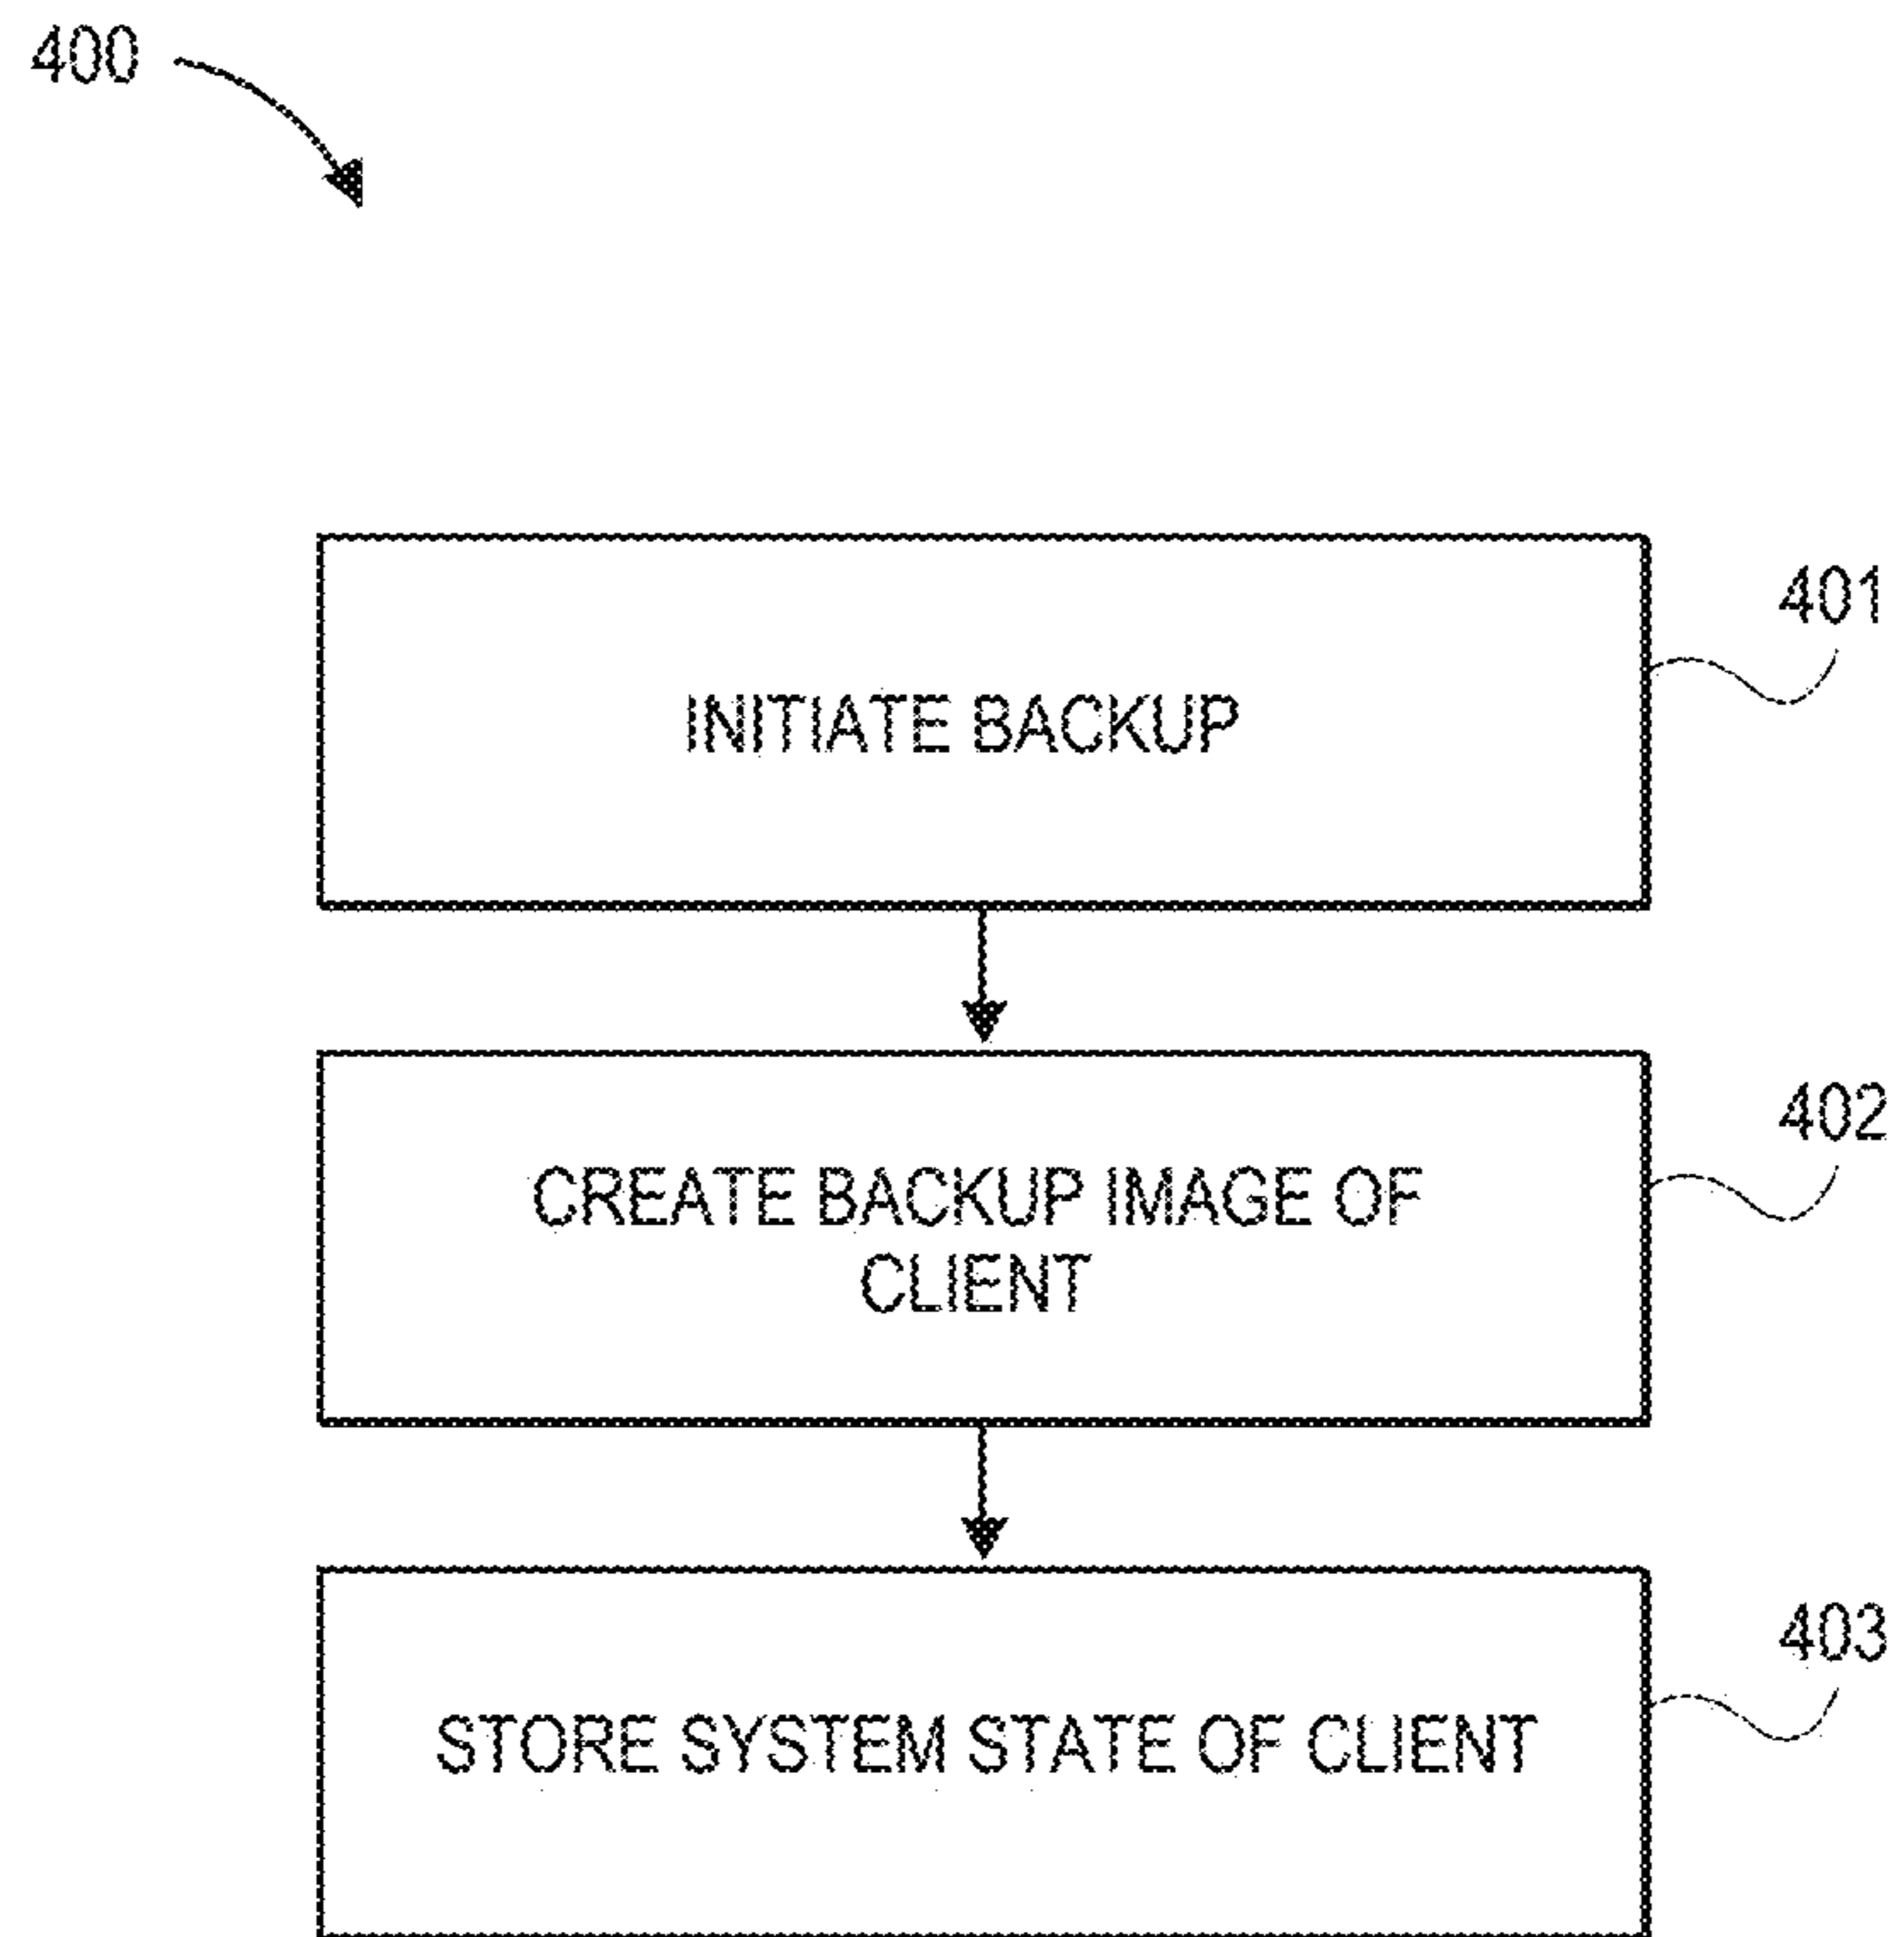 400
INITIATE BACKUP
401
CREATE BACKUP IMAGE OF
CLIENT
402
STORE SYSTEM STATE OF CLIENT
403